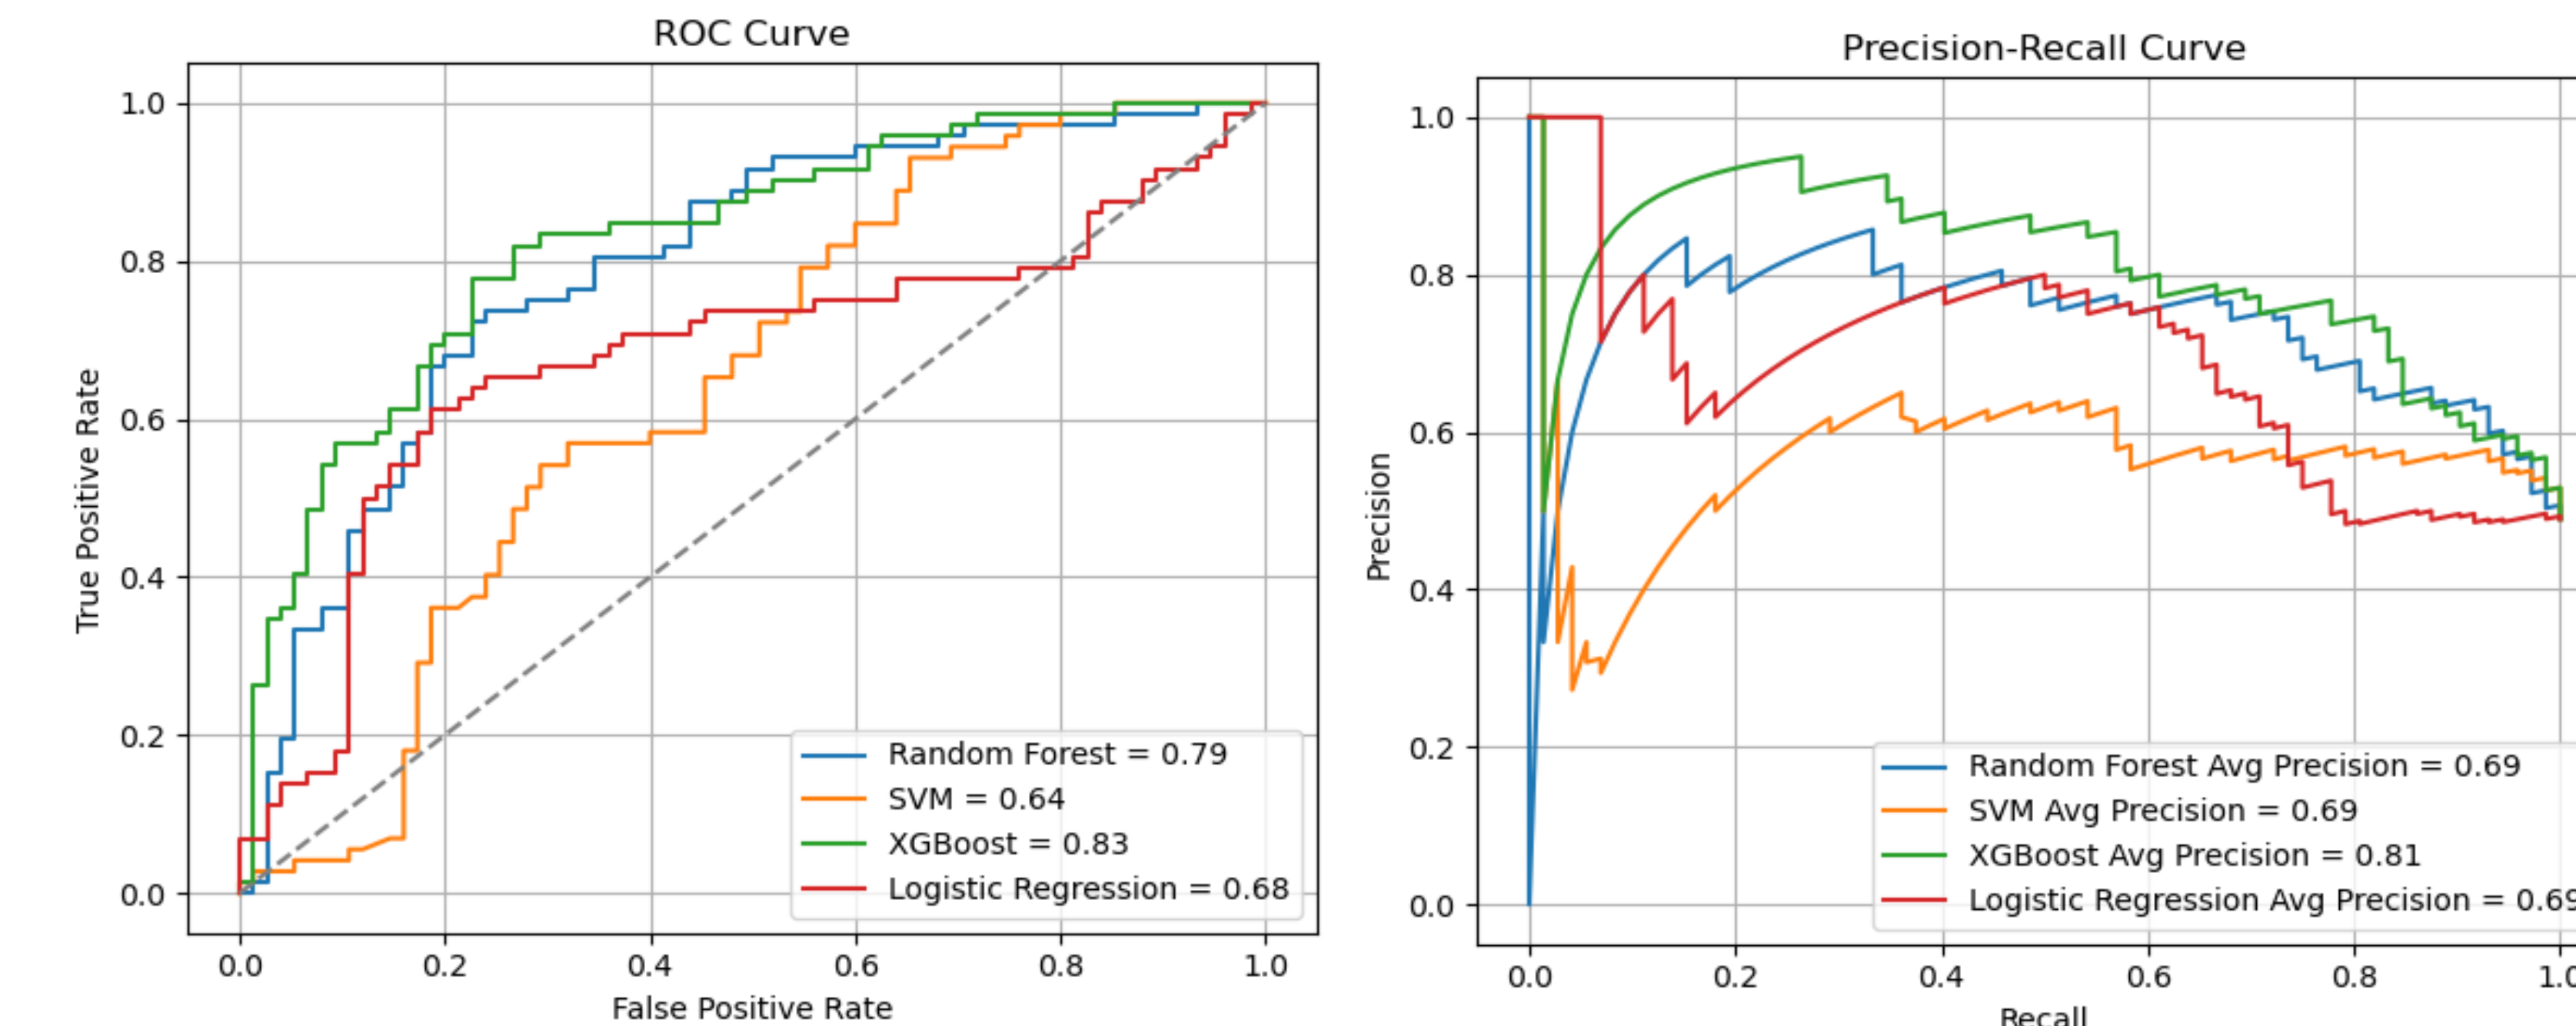 ROC Curve
True Positive Rate
1.0
0.8
0.6
0.4
0.2
0.0
Random Forest = 0.79
SVM = 0.64
XGBoost = 0.83
Logistic Regression = 0.68
0.0 0.2 0.4 0.6 0.8 1.0
False Positive Rate
Precision-Recall Curve
Precision
1.0
0.8
0.6
0.4
0.2
0.0
Random Forest Avg Precision = 0.69
SVM Avg Precision = 0.69
XGBoost Avg Precision = 0.81
Logistic Regression Avg Precision = 0.69
0.0 0.2 0.4 0.6 0.8 1.0
Recall